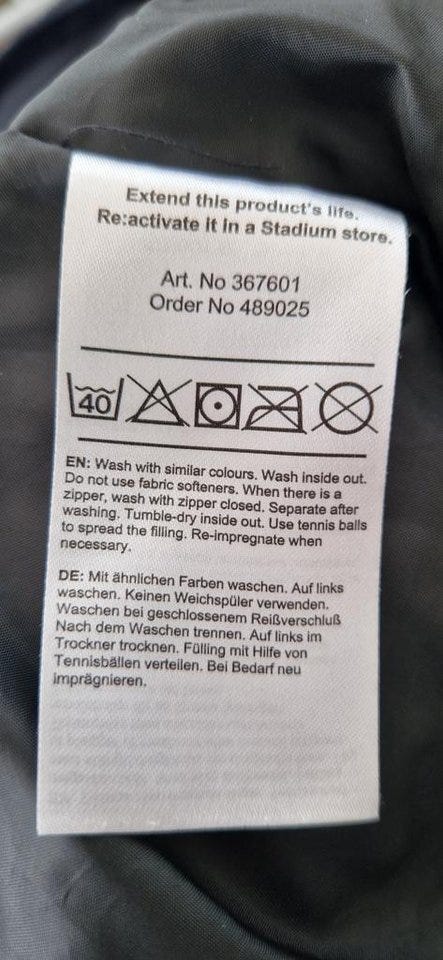 Extend this product's life.
Re:activate it in a Stadium store.
Art. No 367601
Order No 489025
40
EN: Wash with similar colours. Wash inside out.
Do not use fabric softeners. When there is a
zipper, wash with zipper closed. Separate after
washing. Tumble-dry inside out. Use tennis balls
to spread the filling. Re-impregnate when
necessary.
DE: Mit ähnlichen Farben waschen. Auf links
waschen. Keinen Weichspüler verwenden.
Waschen bei geschlossenem Reißverschluß
Nach dem Waschen trennen. Auf links im
Trockner trocknen. Fülling mit Hilfe von
Tennisbällen verteilen. Bei Bedarf neu
imprägnieren.